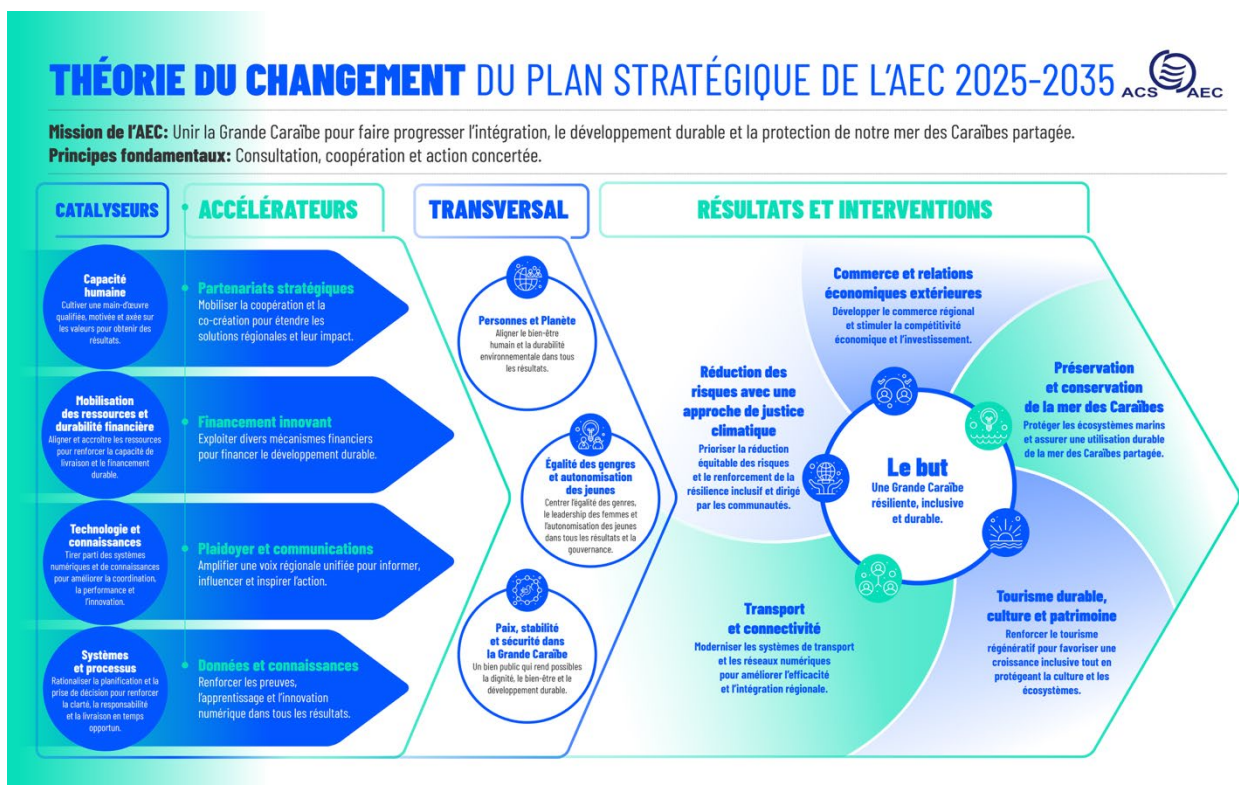 THÉORIE DU CHANGEMENT DU PLAN STRATÉGIQUE DE L'AEC 2025-2035
ACS AEC
Mission de l'AEC: Unir la Grande Caraïbe pour faire progresser l'intégration, le développement durable et la protection de notre mer des Caraïbes partagée.
Principes fondamentaux: Consultation, coopération et action concertée.
CATALYSEURS
Capacité
humaine
Cultiver une main-d'œuvre
qualifiée, motivée et axée sur
les valeurs pour obtenir des
résultats.
Mobilisation
des ressources et
durabilité financière
Aligner et accroître les ressources
pour renforcer la capacité de
livraison et le financement
durable.
Technologie et
connaissances
Tirer parti des systèmes
numériques et de connaissances
pour améliorer la coordination,
la performance et
l'innovation.
Systèmes
et processus
Rationaliser la planification et la
prise de décision pour renforcer
la clarté, la responsabilité
et la livraison en temps
opportun.
ACCÉLÉRATEURS
Partenariats stratégiques
Mobiliser la coopération et la
co-création pour étendre les
solutions régionales et leur impact.
Financement innovant
Exploiter divers mécanismes financiers
pour financer le développement durable.
Plaidoyer et communications
Amplifier une voix régionale unifiée pour informer,
influencer et inspirer l'action.
Données et connaissances
Renforcer les preuves,
l'apprentissage et l'innovation
numérique dans tous les résultats.
TRANSVERSAL
Personnes et Planète
Aligner le bien-être
humain et la durabilité
environnementale dans tous
les résultats.
Égalité des gengres
et autonomisation
des jeunes
Centrer l'égalité des genres,
le leadership des femmes et
l'autonomisation des jeunes
dans tous les résultats et la
gouvernance.
Paix, stabilité
et sécurité dans
la Grande Caraïbe
Un bien public qui rend possibles
la dignité, le bien-être et le
développement durable.
RÉSULTATS ET INTERVENTIONS
Commerce et relations
économiques extérieures
Développer le commerce régional
et stimuler la compétitivité
économique et l'investissement.
Préservation
et conservation
de la mer des Caraïbes
Protéger les écosystèmes marins
et assurer une utilisation durable
de la mer des Caraïbes partagée.
Réduction des
risques avec une
approche de justice
climatique
Prioriser la réduction
équitable des risques
et le renforcement de la
résilience inclusif et dirigé
par les communautés.
Le but
Une Grande Caraïbe
résiliente, inclusive
et durable.
Transport
et connectivité
Moderniser les systèmes de transport
et les réseaux numériques
pour améliorer l'efficacité
et l'intégration régionale.
Tourisme durable,
culture et patrimoine
Renforcer le tourisme
régénératif pour favoriser une
croissance inclusive tout en
protégeant la culture et les
écosystèmes.